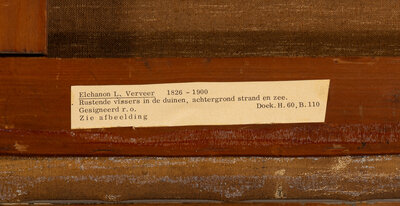 Elchanon L. Verveer 1826 - 1900
Rustende vissers in de duinen, achtergrond strand en zee.
Gesigneerd r. o. Doek. H. 60, B. 110
Zie afbeelding